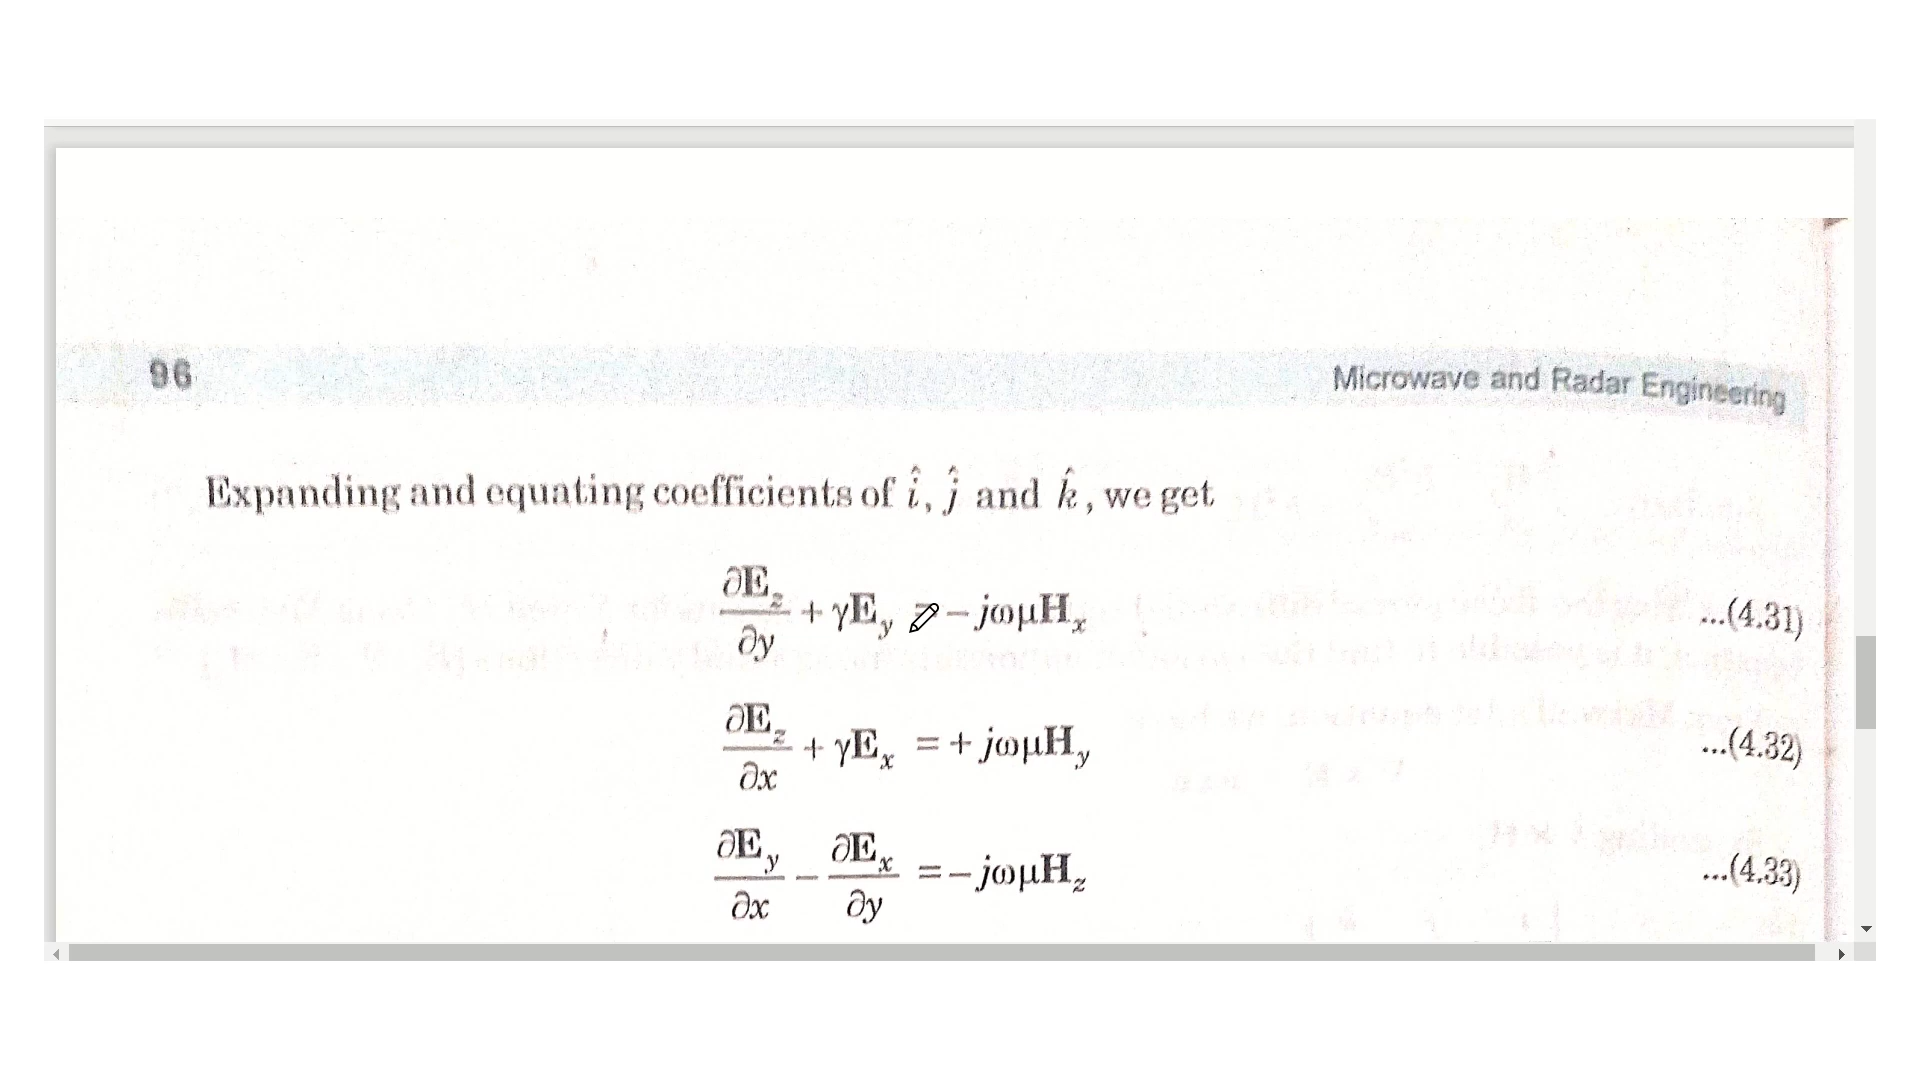 96
Microwave and Radar Engineering
Expanding and equating coefficients of î, ĵ and k̂, we get
∂E_z/∂y + γE_y = – jωμH_x ...(4.31)
∂E_z/∂x + γE_x = + jωμH_y ...(4.32)
∂E_y/∂x – ∂E_x/∂y = – jωμH_z ...(4.33)